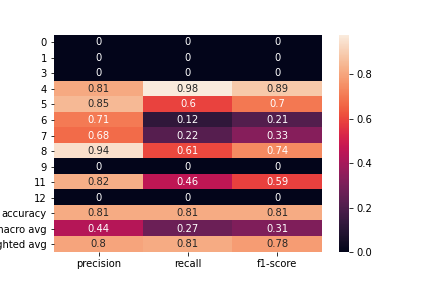 0 0 0 0
1 0 0 0
3 0 0 0
4 0.81 0.98 0.89
5 0.85 0.6 0.7
6 0.71 0.12 0.21
7 0.68 0.22 0.33
8 0.94 0.61 0.74
9 0 0 0
11 0.82 0.46 0.59
12 0 0 0
accuracy 0.81 0.81 0.81
nacro avg 0.44 0.27 0.31
ghted avg 0.8 0.81 0.78
precision recall f1-score
0.8
0.6
0.4
0.2
0.0